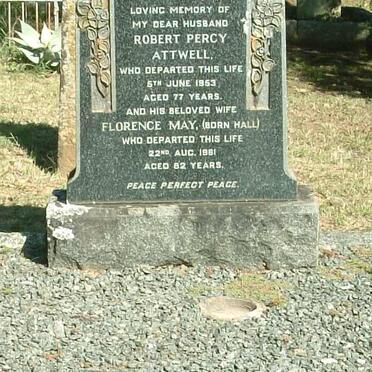 LOVING MEMORY OF
MY DEAR HUSBAND
ROBERT PERCY
ATTWELL
WHO DEPARTED THIS LIFE
5TH JUNE 1953
AGED 77 YEARS.
AND HIS BELOVED WIFE
FLORENCE MAY, (BORN HALL)
WHO DEPARTED THIS LIFE
22ND AUG. 1961
AGED 82 YEARS.
PEACE PERFECT PEACE.